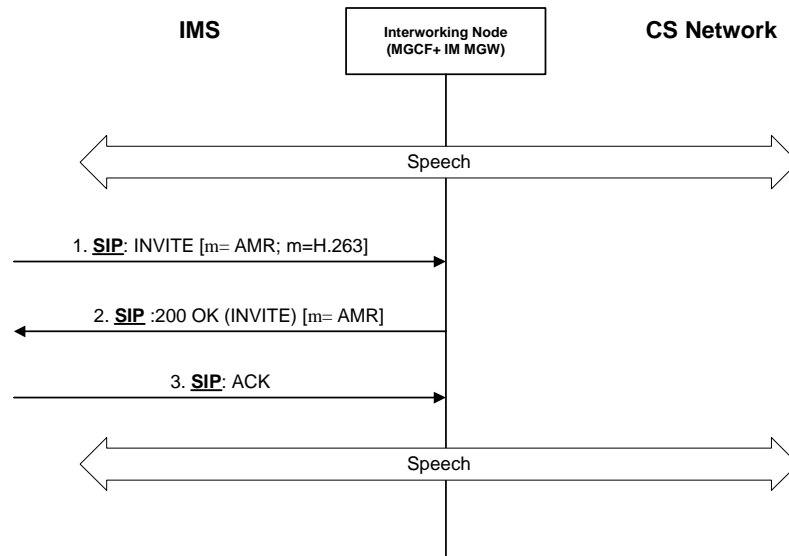 IMS
Interworking Node
(MGCF+ IM MGW)
CS Network
Speech
1. SIP: INVITE [m= AMR; m=H.263]
2. SIP :200 OK (INVITE) [m= AMR]
3. SIP: ACK
Speech